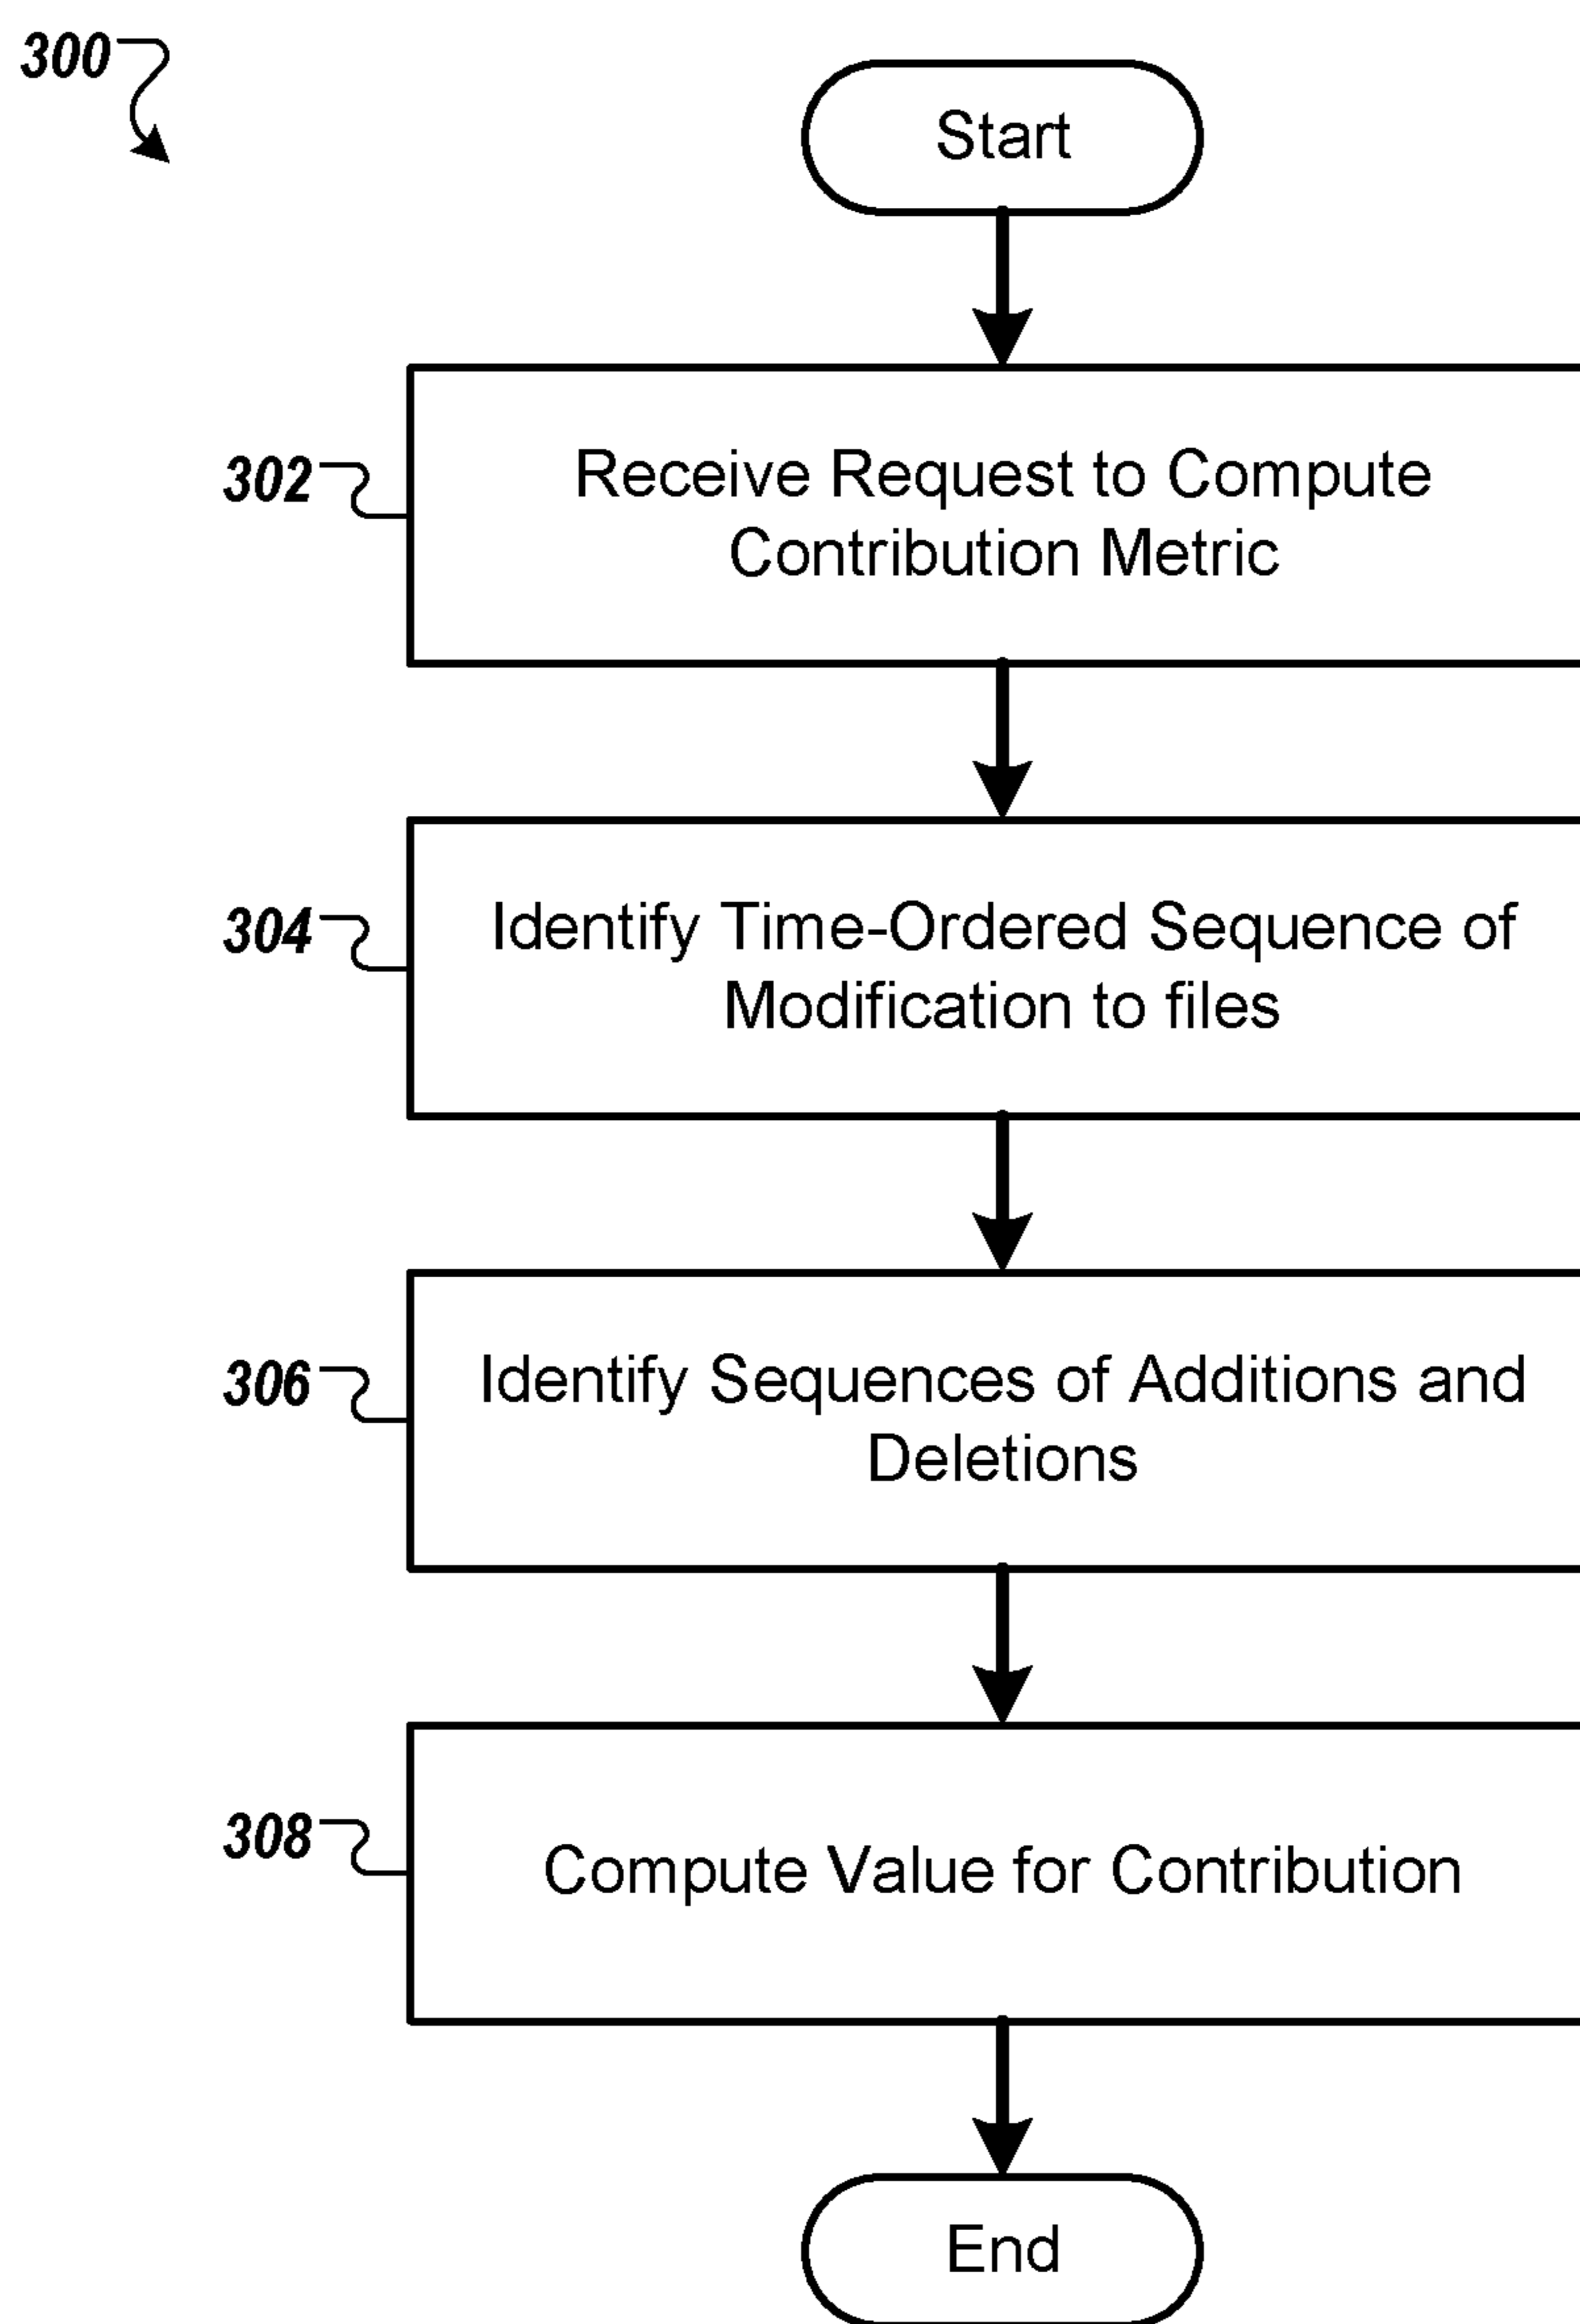 300
Start
302
Receive Request to Compute
Contribution Metric
304
Identify Time-Ordered Sequence of
Modification to files
306
Identify Sequences of Additions and
Deletions
308
Compute Value for Contribution
End